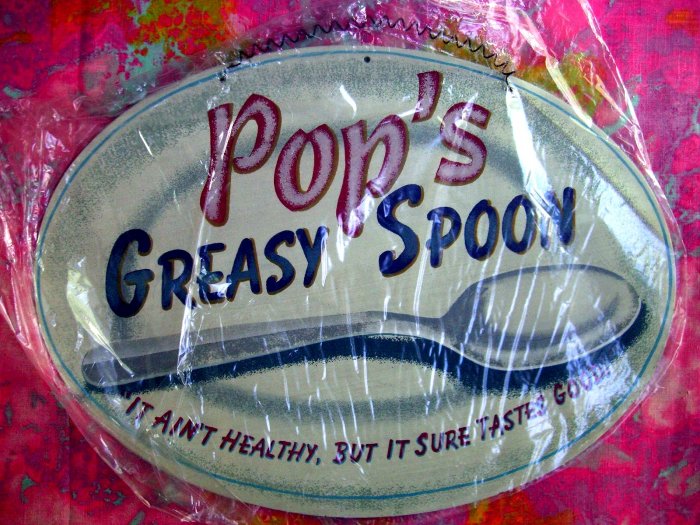 Pop's
GREASY SPOON
IT AIN'T HEALTHY, BUT IT SURE TASTES GOOD.